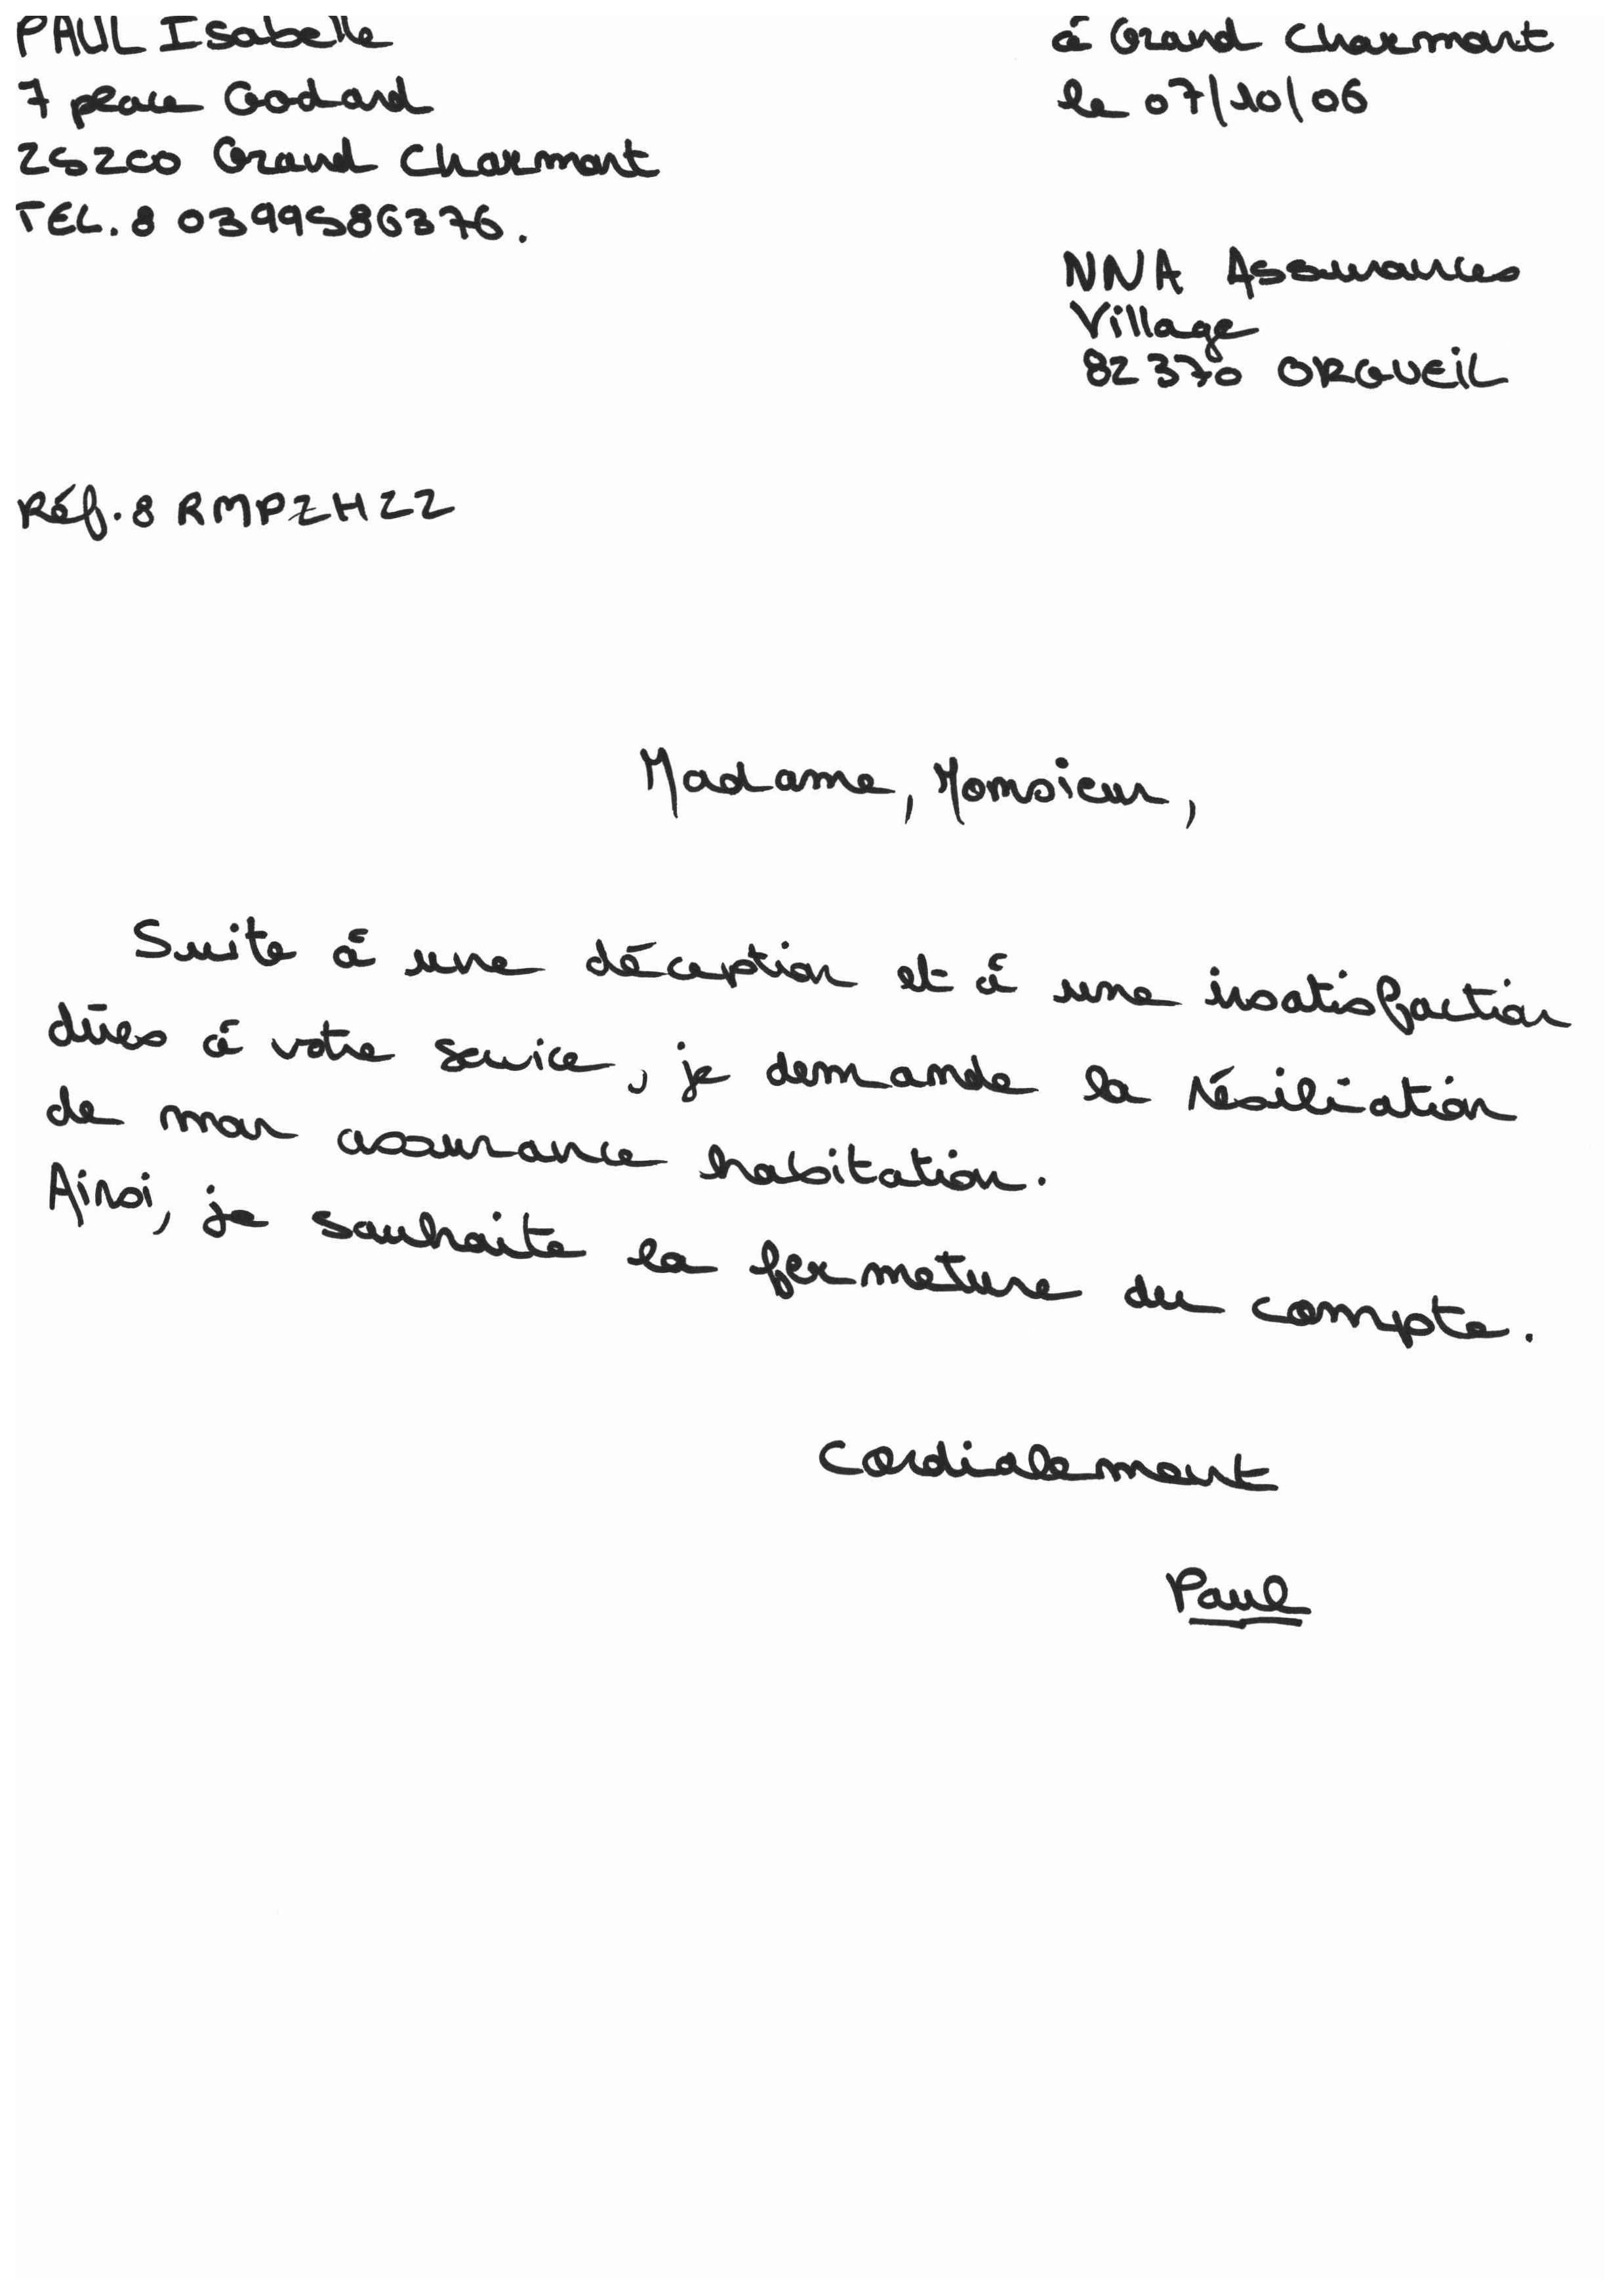 PAUL Isabelle
7 place Godard
25200 Grand Charmont
TEL. : 0399586376.
à Grand Charmont
le 07/10/06
NNA Assurances
Village
82370 ORGUEIL
Réf. : RMPZH22
Madame, Monsieur,
Suite à une déception et à une insatisfaction
dûes à votre service, je demande la résiliation
de mon assurance habitation.
Ainsi, je souhaite la fermeture du compte.
Cordialement
Paul